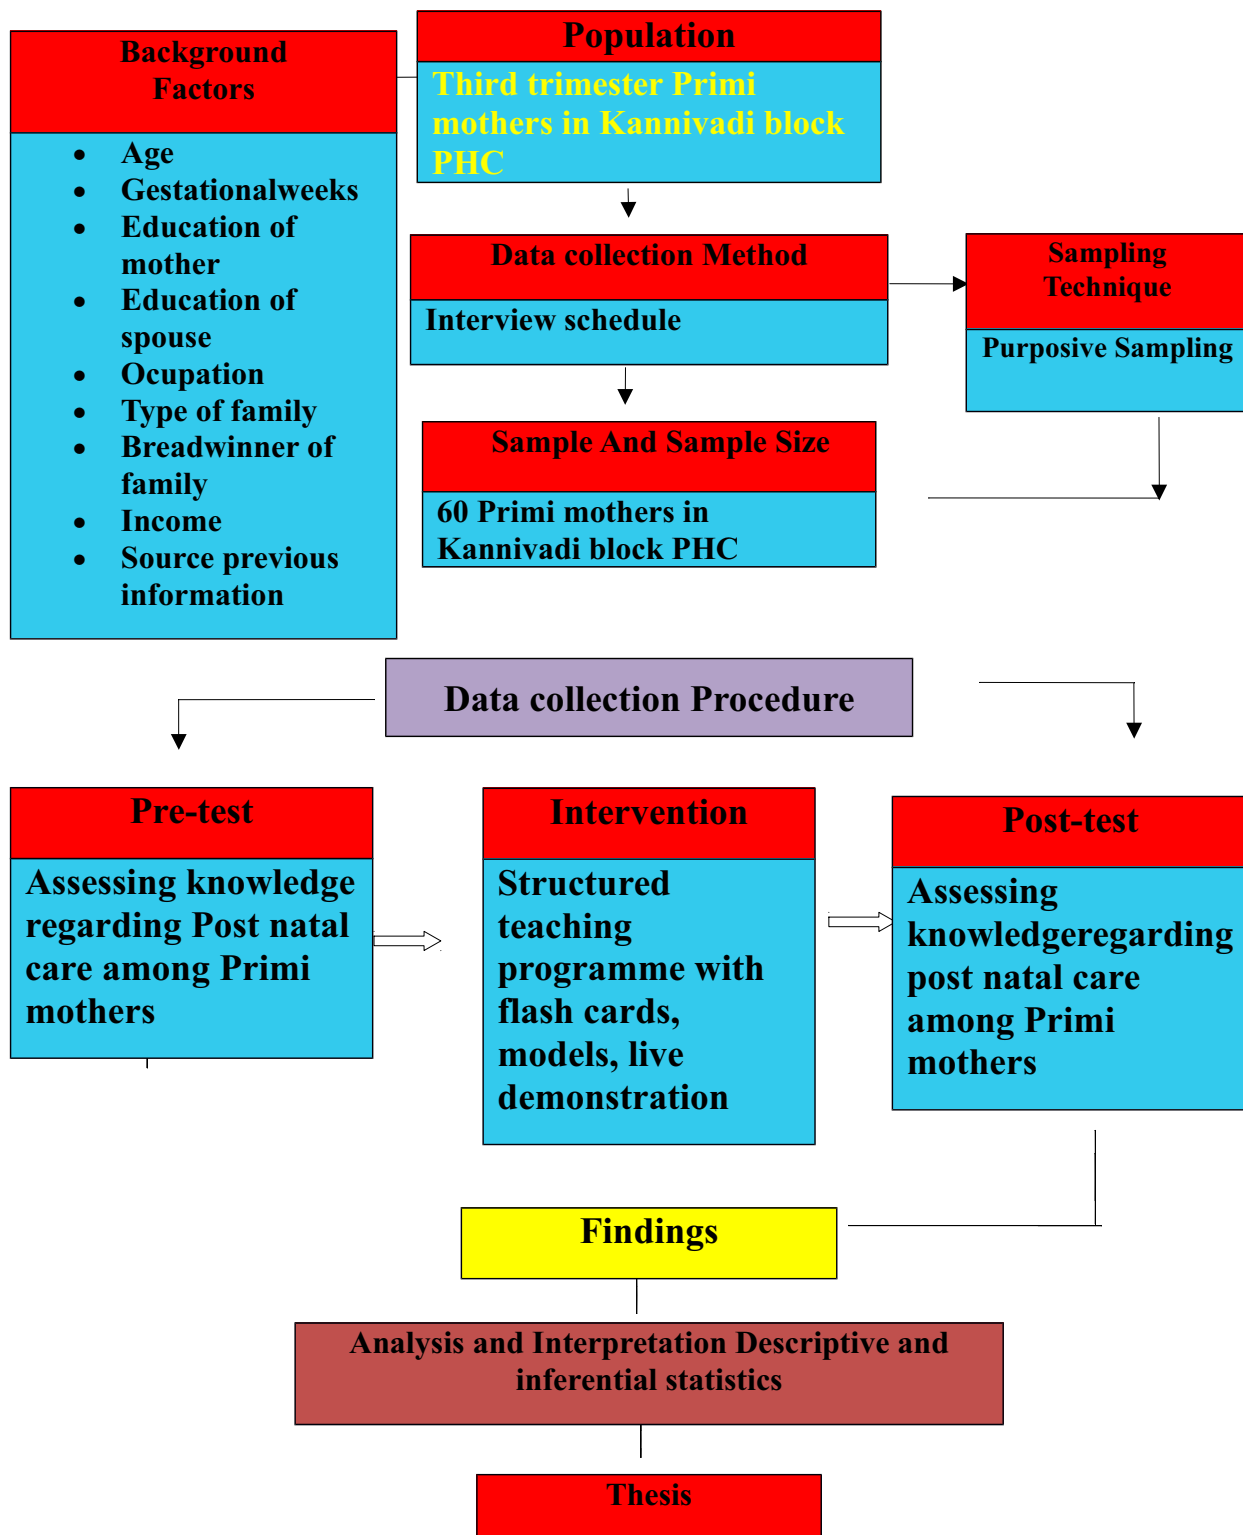 Background
Factors
• Age
• Gestationalweeks
• Education of
mother
• Education of
spouse
• Ocupation
• Type of family
• Breadwinner of
family
• Income
• Source previous
information
Population
Third trimester Primi
mothers in Kannivadi block
PHC
Data collection Method
Interview schedule
Sampling
Technique
Purposive Sampling
Sample And Sample Size
60 Primi mothers in
Kannivadi block PHC
Data collection Procedure
Pre-test
Assessing knowledge
regarding Post natal
care among Primi
mothers
Intervention
Structured
teaching
programme with
flash cards,
models, live
demonstration
Post-test
Assessing
knowledgeregarding
post natal care
among Primi
mothers
Findings
Analysis and Interpretation Descriptive and
inferential statistics
Thesis